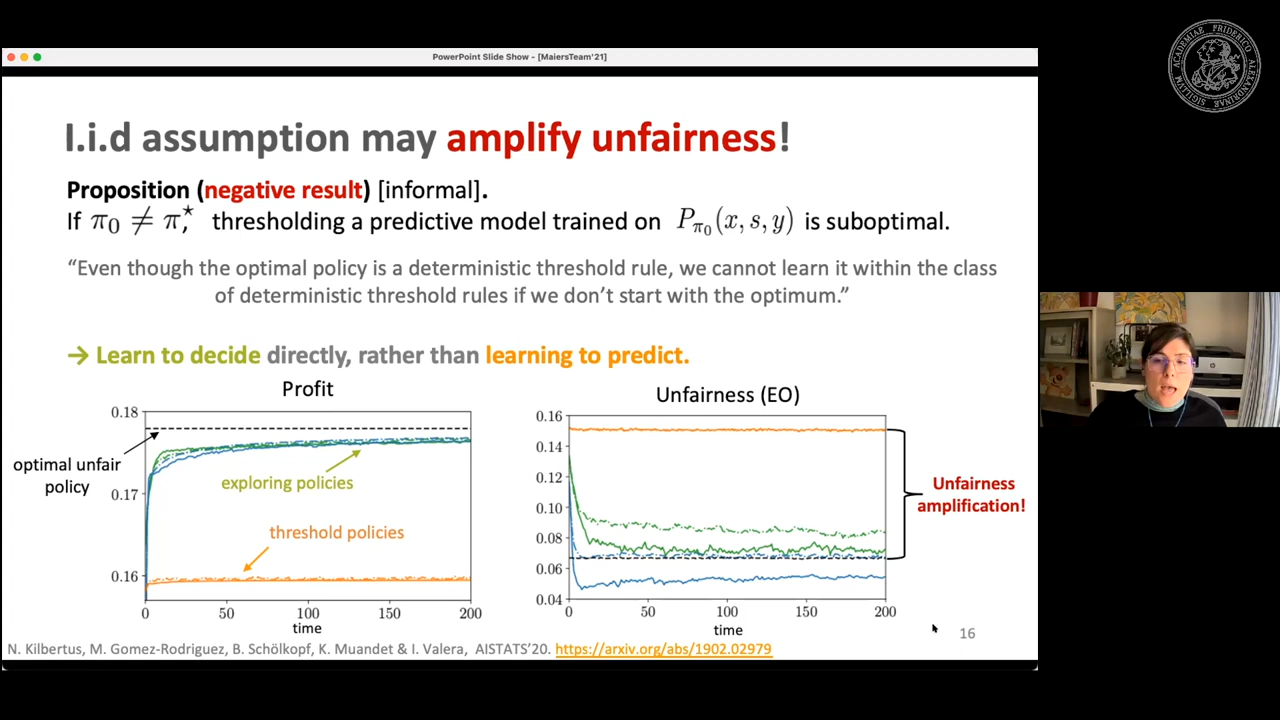 PowerPoint Slide Show - [MaiersTeam'21]
ACADEMIAE FRIDERICO ALEXANDRINAE SIGILLVM
I.i.d assumption may amplify unfairness!
Proposition (negative result) [informal].
If π₀ ≠ π*, thresholding a predictive model trained on P_π₀(x, s, y) is suboptimal.
“Even though the optimal policy is a deterministic threshold rule, we cannot learn it within the class
of deterministic threshold rules if we don’t start with the optimum.”
→ Learn to decide directly, rather than learning to predict.
Profit
0.18
0.17
0.16
0 50 100 150 200
time
optimal unfair
policy
exploring policies
threshold policies
Unfairness (EO)
0.16
0.14
0.12
0.10
0.08
0.06
0.04
0 50 100 150 200
time
Unfairness
amplification!
16
N. Kilbertus, M. Gomez-Rodriguez, B. Schölkopf, K. Muandet & I. Valera, AISTATS’20. https://arxiv.org/abs/1902.02979
hp